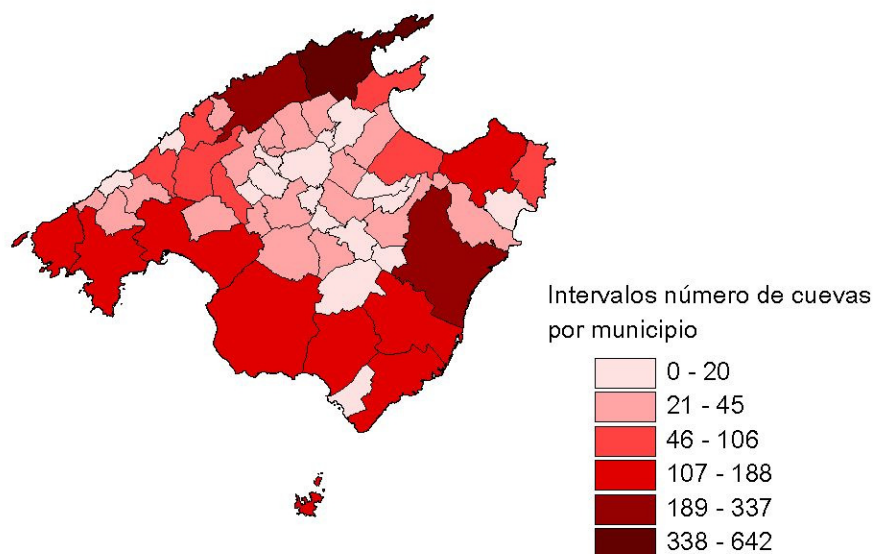 Intervalos número de cuevas
por municipio
0 - 20
21 - 45
46 - 106
107 - 188
189 - 337
338 - 642